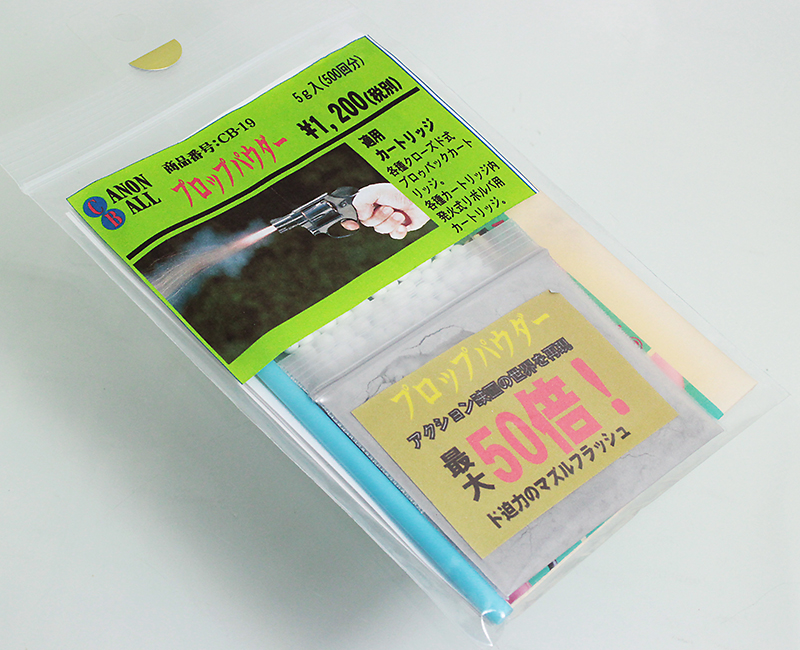 5g入(500回分)
商品番号:CB-19
¥1,200(税別)
CANON
BALL
プロップパウダー
適用
カートリッジ
各種クローズド式
ブロゥバックカート
リッジ。
各種カートリッジ内
発火式リボルバ用
カートリッジ。
プロップパウダー
アクション映画の世界を再現
最大50倍!
ド迫力のマズルフラッシュ